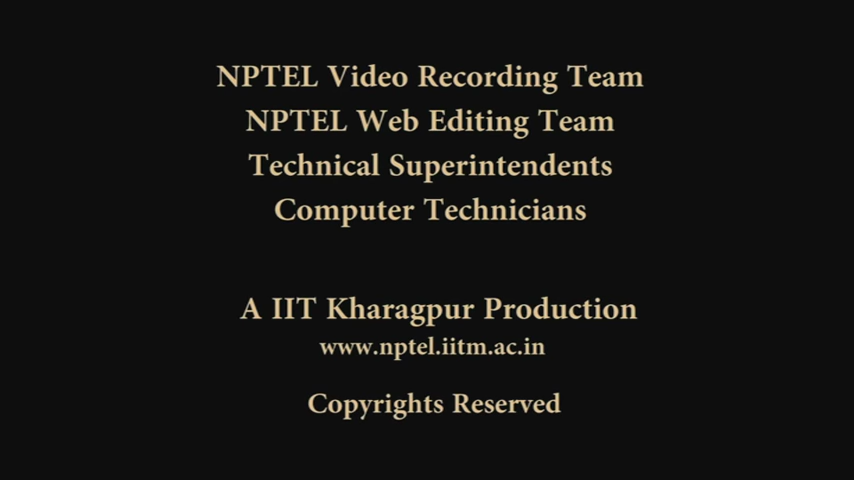 NPTEL Video Recording Team
NPTEL Web Editing Team
Technical Superintendents
Computer Technicians
A IIT Kharagpur Production
www.nptel.iitm.ac.in
Copyrights Reserved